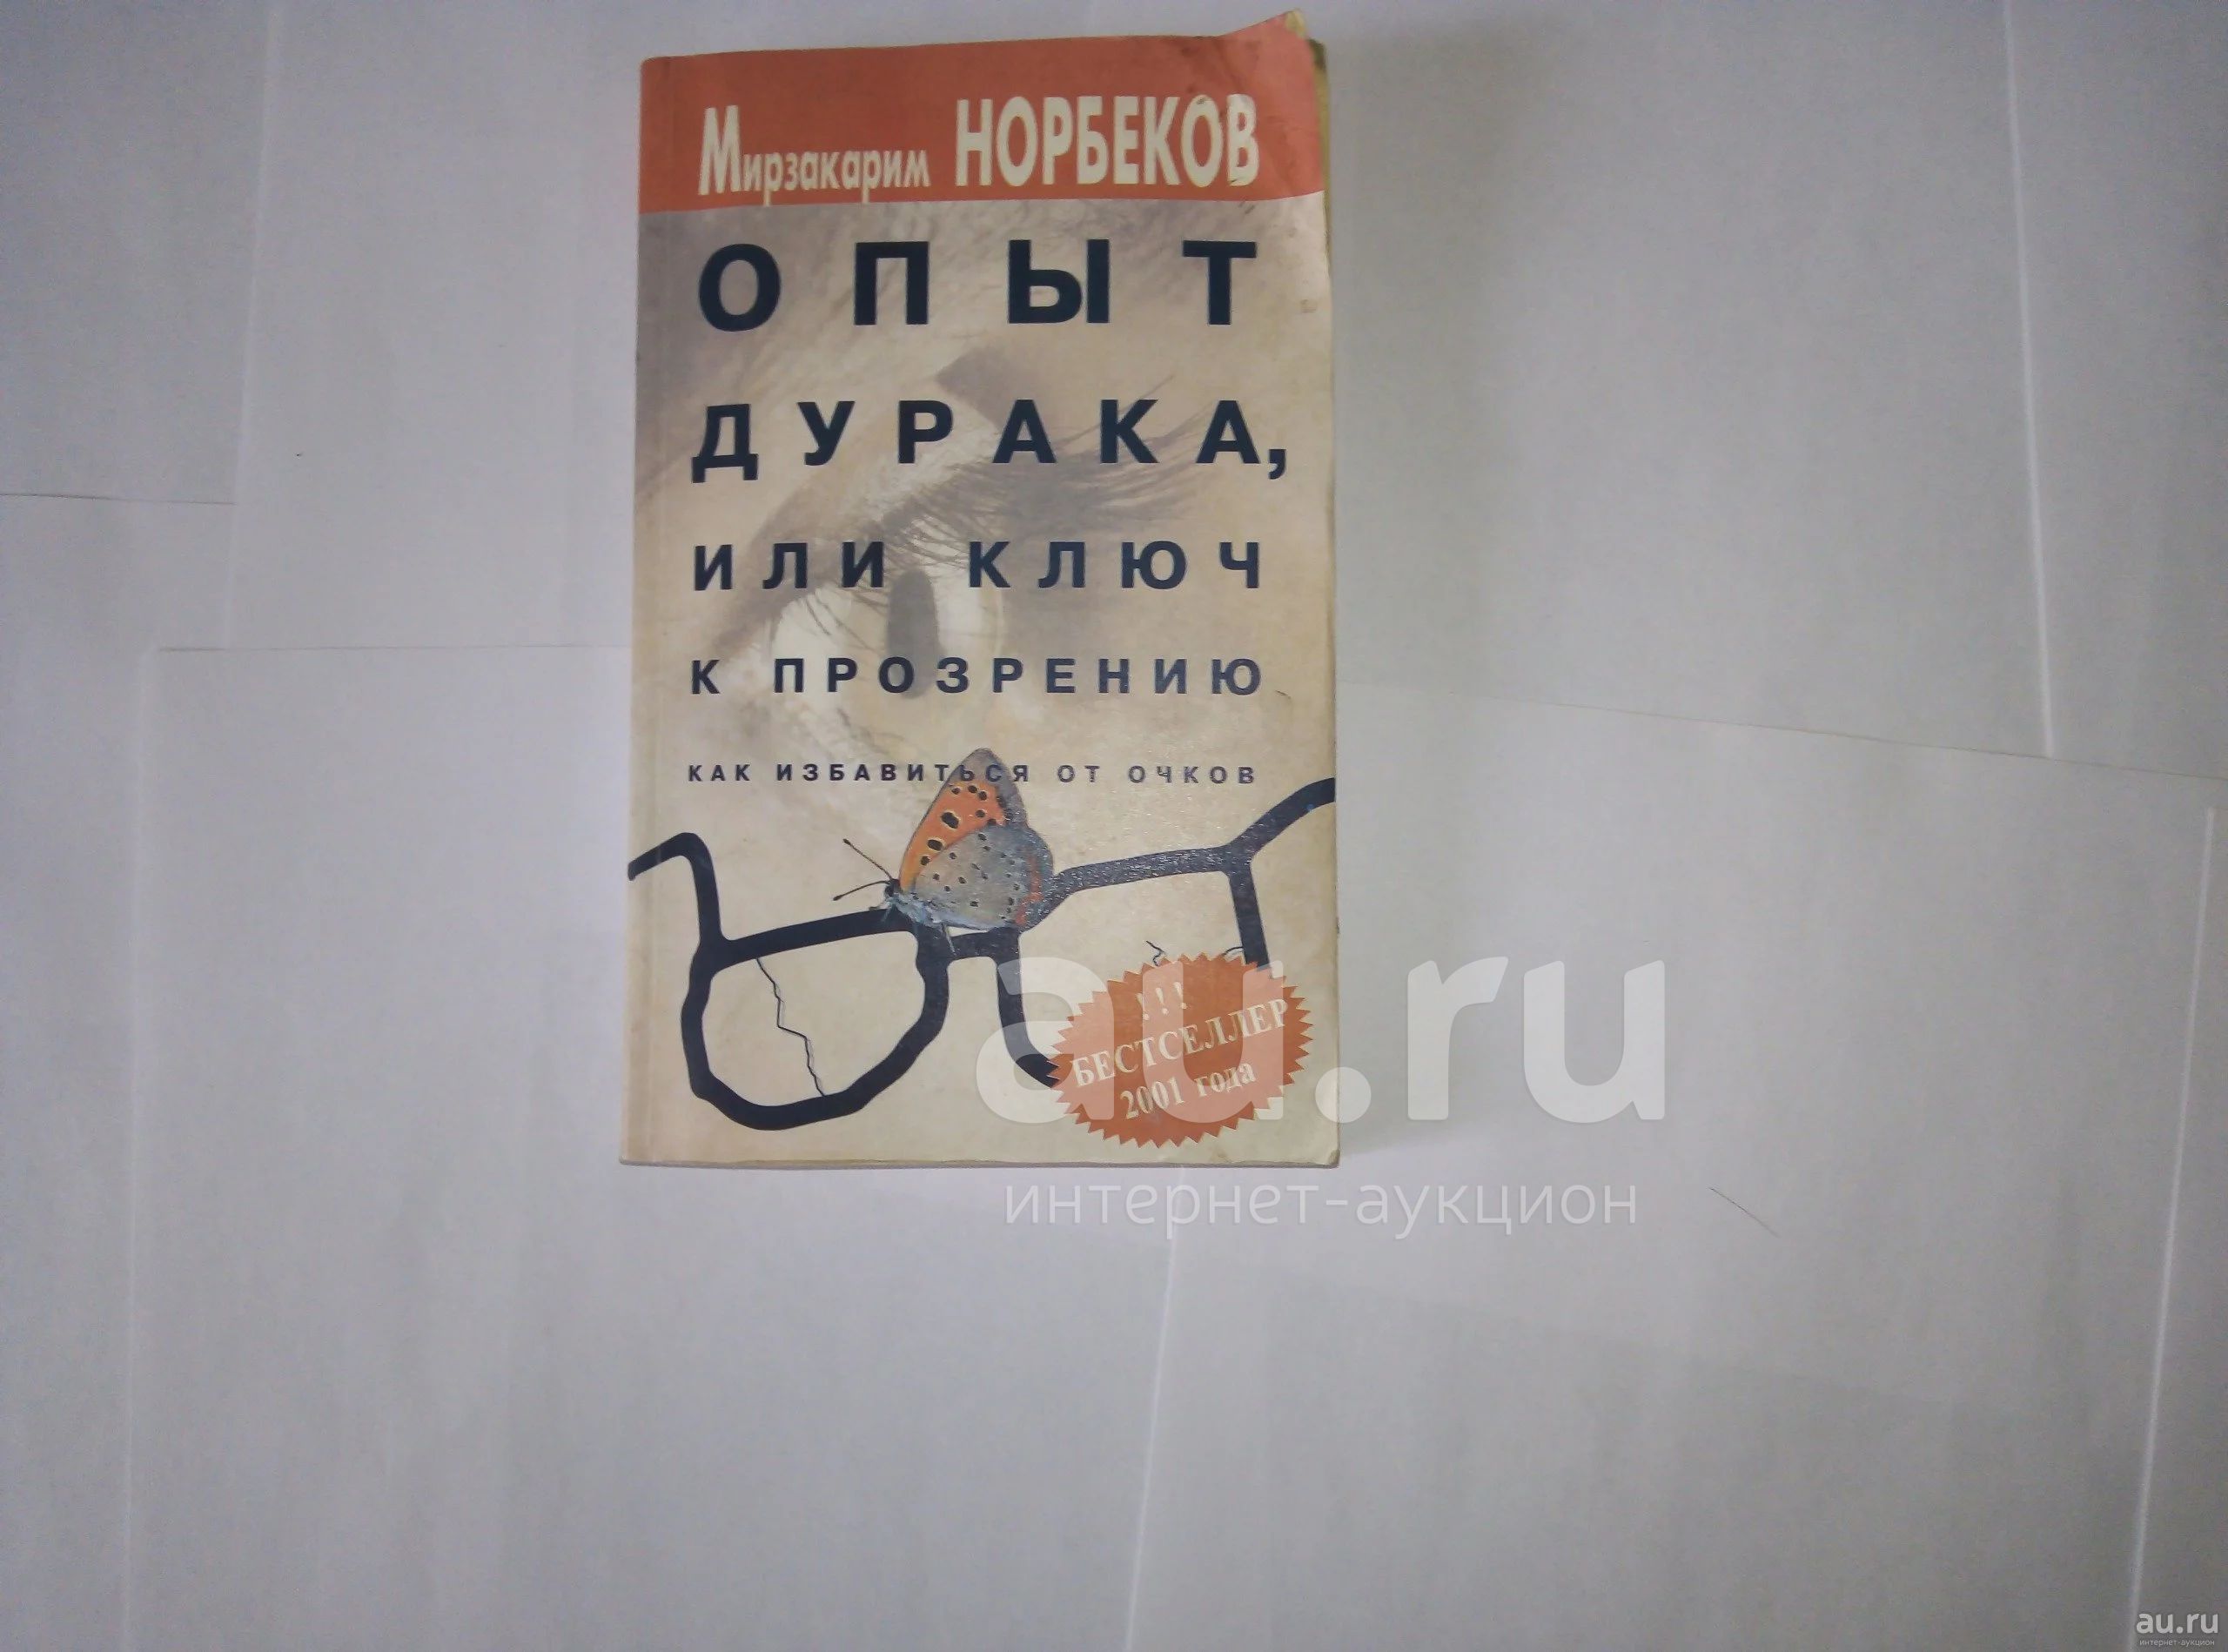 Мирзакарим НОРБЕКОВ
ОПЫТ
ДУРАКА,
ИЛИ КЛЮЧ
К ПРОЗРЕНИЮ
КАК ИЗБАВИТЬСЯ ОТ ОЧКОВ
!!!
БЕСТСЕЛЛЕР
2001 года
au.ru
интернет-аукцион
au.ru
интернет-аукцион